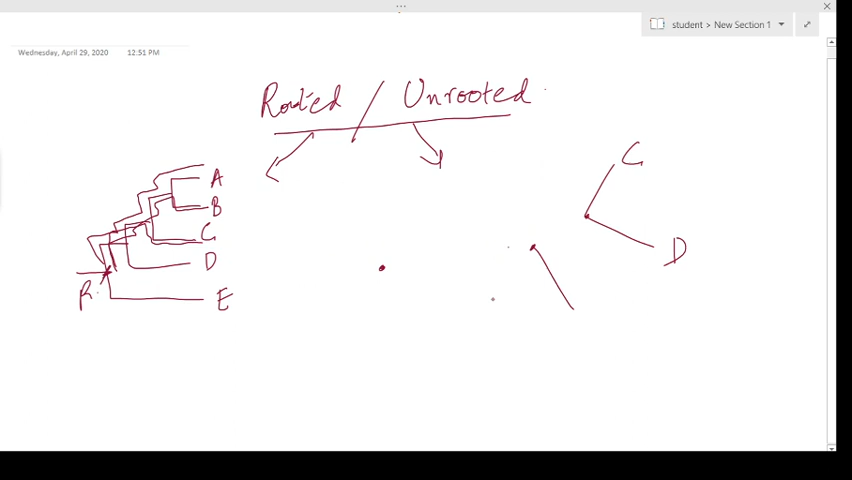 student > New Section 1
Wednesday, April 29, 2020 12:51 PM
Rooted / Unrooted
A
B
C
D
E
R
C
D